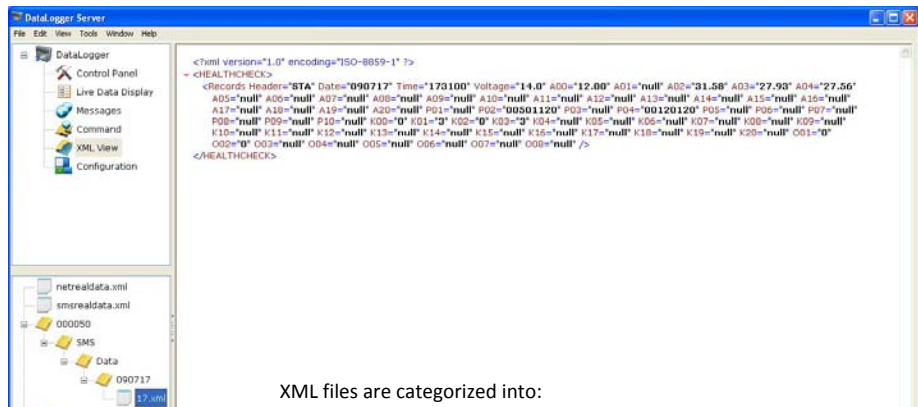 DataLogger Server
File Edit View Tools Window Help
DataLogger
Control Panel
Live Data Display
Messages
Command
XML View
Configuration
netrealdata.xml
smsrealdata.xml
000050
SMS
Data
090717
17.xml
<?xml version="1.0" encoding="ISO-8859-1" ?>
- <HEALTHCHECK>
<Records Header="STA" Date="090717" Time="173100" Voltage="14.0" A00="12.00" A01="null" A02="31.58" A03="27.93" A04="27.56"
A05="null" A06="null" A07="null" A08="null" A09="null" A10="null" A11="null" A12="null" A13="null" A14="null" A15="null" A16="null"
A17="null" A18="null" A19="null" A20="null" P01="null" P02="00501120" P03="null" P04="00120120" P05="null" P06="null" P07="null"
P08="null" P09="null" P10="null" K00="0" K01="3" K02="0" K03="3" K04="null" K05="null" K06="null" K07="null" K08="null" K09="null"
K10="null" K11="null" K12="null" K13="null" K14="null" K15="null" K16="null" K17="null" K18="null" K19="null" K20="null" O01="0"
O02="0" O03="null" O04="null" O05="null" O06="null" O07="null" O08="null" />
</HEALTHCHECK>
XML files are categorized into: